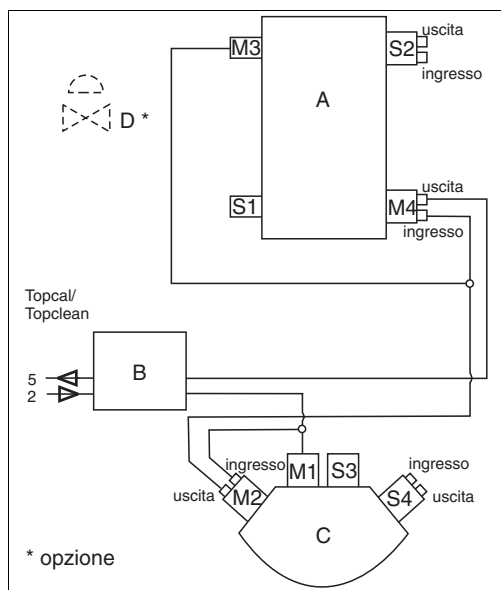 uscita
M3
S2
ingresso
A
D *
uscita
S1
M4
ingresso
Topcal/
Topclean
5
B
2
ingresso
M1
S3
ingresso
uscita
M2
S4
uscita
C
* opzione